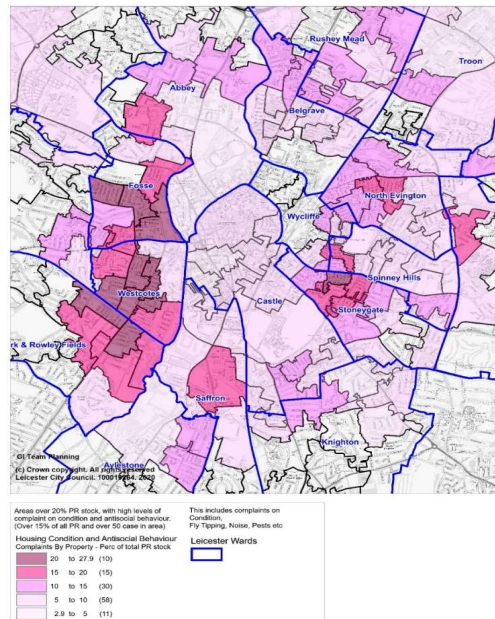 Rushey Mead
Troon
Abbey
Belgrave
Fosse
North Evington
Wycliffe
Spinney Hills
Westcotes
Castle
Stoneygate
rk & Rowley Fields
Saffron
Knighton
Aylestone
GI Team Planning
(c) Crown copyright. All rights reserved
Leicester City Council. 100019264. 2020
Areas over 20% PR stock, with high levels of
complaint on condition and antisocial behaviour.
(Over 15% of all PR and over 50 case in area)
Housing Condition and Antisocial Behaviour
Complaints By Property - Perc of total PR stock
20 to 27.9 (10)
15 to 20 (15)
10 to 15 (30)
5 to 10 (58)
2.9 to 5 (11)
This includes complaints on
Condition,
Fly Tipping, Noise, Pests etc
Leicester Wards